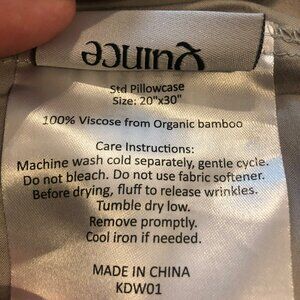 Quince
Std Pillowcase
Size: 20"x30"
100% Viscose from Organic bamboo
Care Instructions:
Machine wash cold separately, gentle cycle.
Do not bleach. Do not use fabric softener.
Before drying, fluff to release wrinkles.
Tumble dry low.
Remove promptly.
Cool iron if needed.
MADE IN CHINA
KDW01